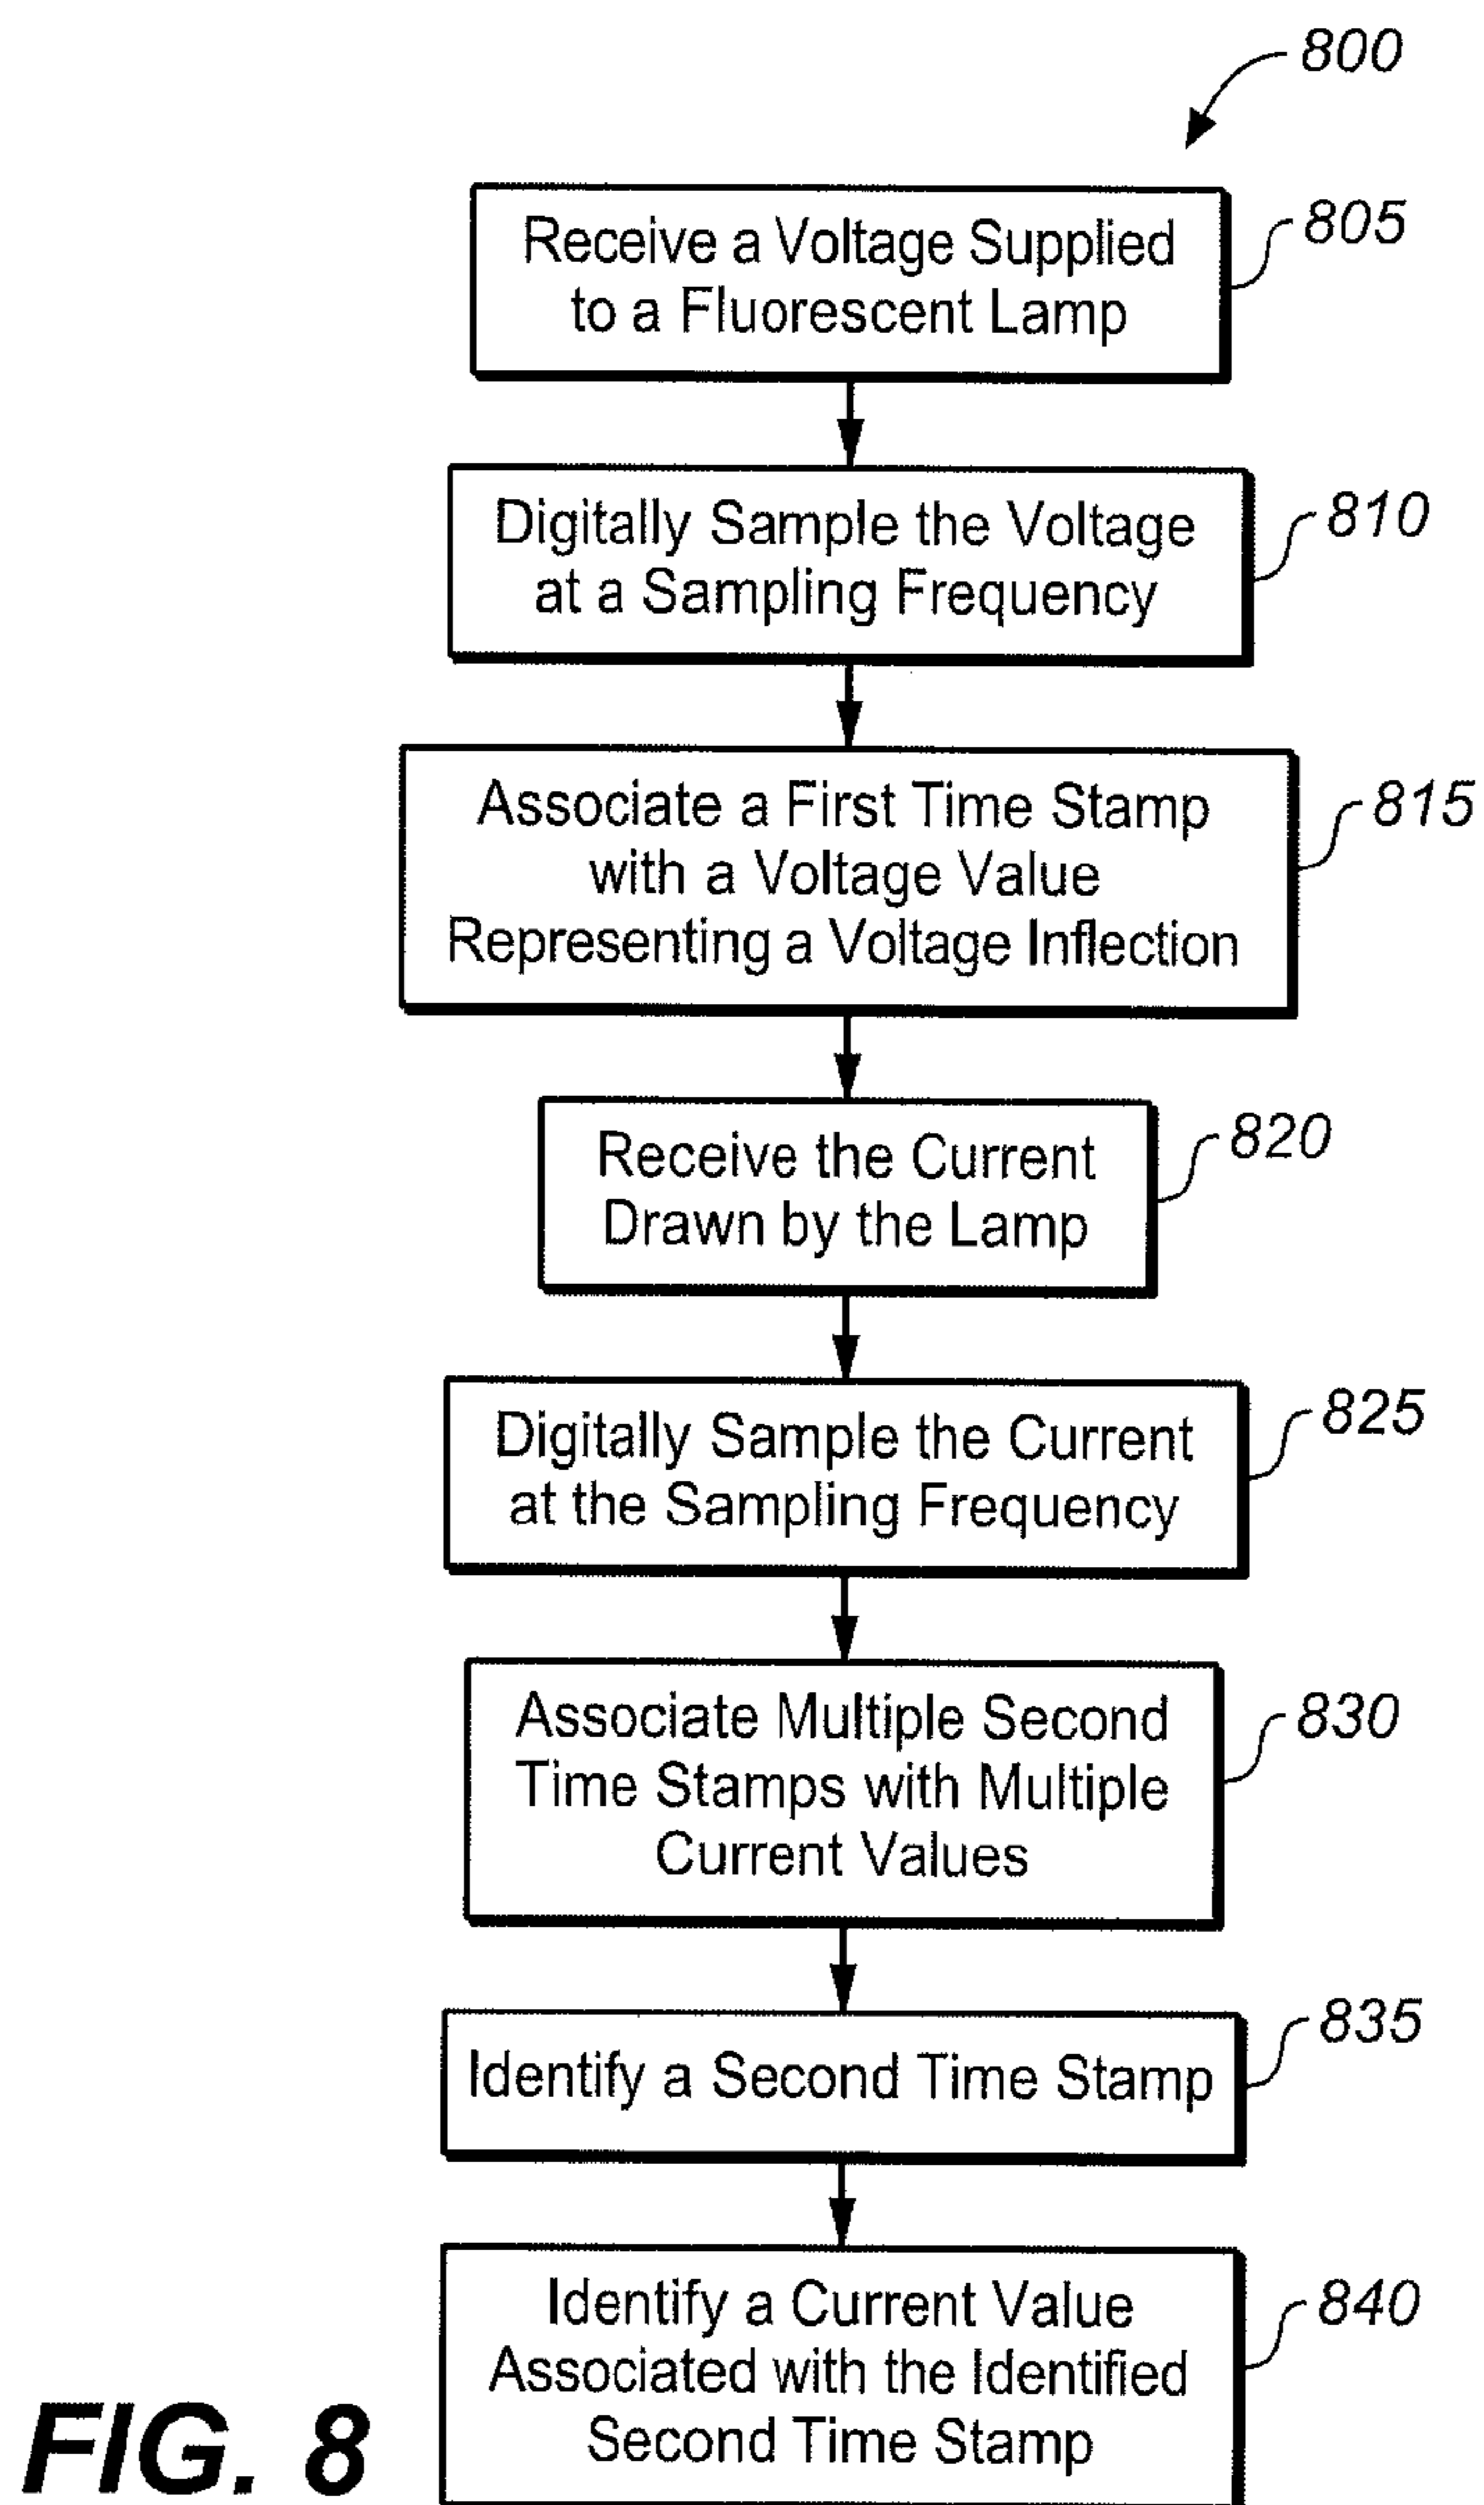 800
Receive a Voltage Supplied
to a Fluorescent Lamp
805
Digitally Sample the Voltage
at a Sampling Frequency
810
Associate a First Time Stamp
with a Voltage Value
Representing a Voltage Inflection
815
Receive the Current
Drawn by the Lamp
820
Digitally Sample the Current
at the Sampling Frequency
825
Associate Multiple Second
Time Stamps with Multiple
Current Values
830
Identify a Second Time Stamp
835
Identify a Current Value
Associated with the Identified
Second Time Stamp
840
FIG. 8